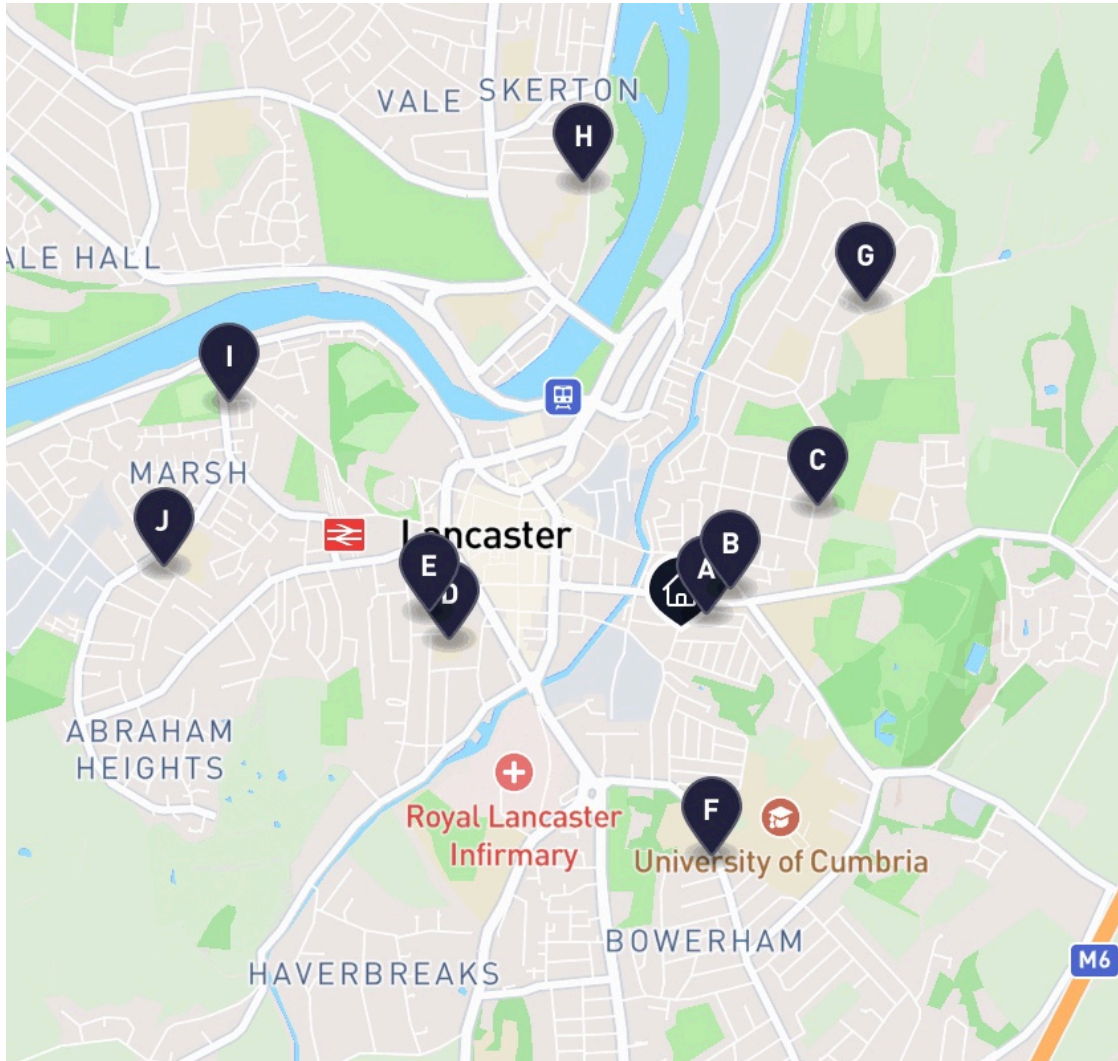 VALE
SKERTON
H
ALE HALL
G
I
C
MARSH
J
Lancaster
B
A
E
D
ABRAHAM
HEIGHTS
Royal Lancaster
Infirmary
F
University of Cumbria
BOWERHAM
HAVERBREAKS
M6